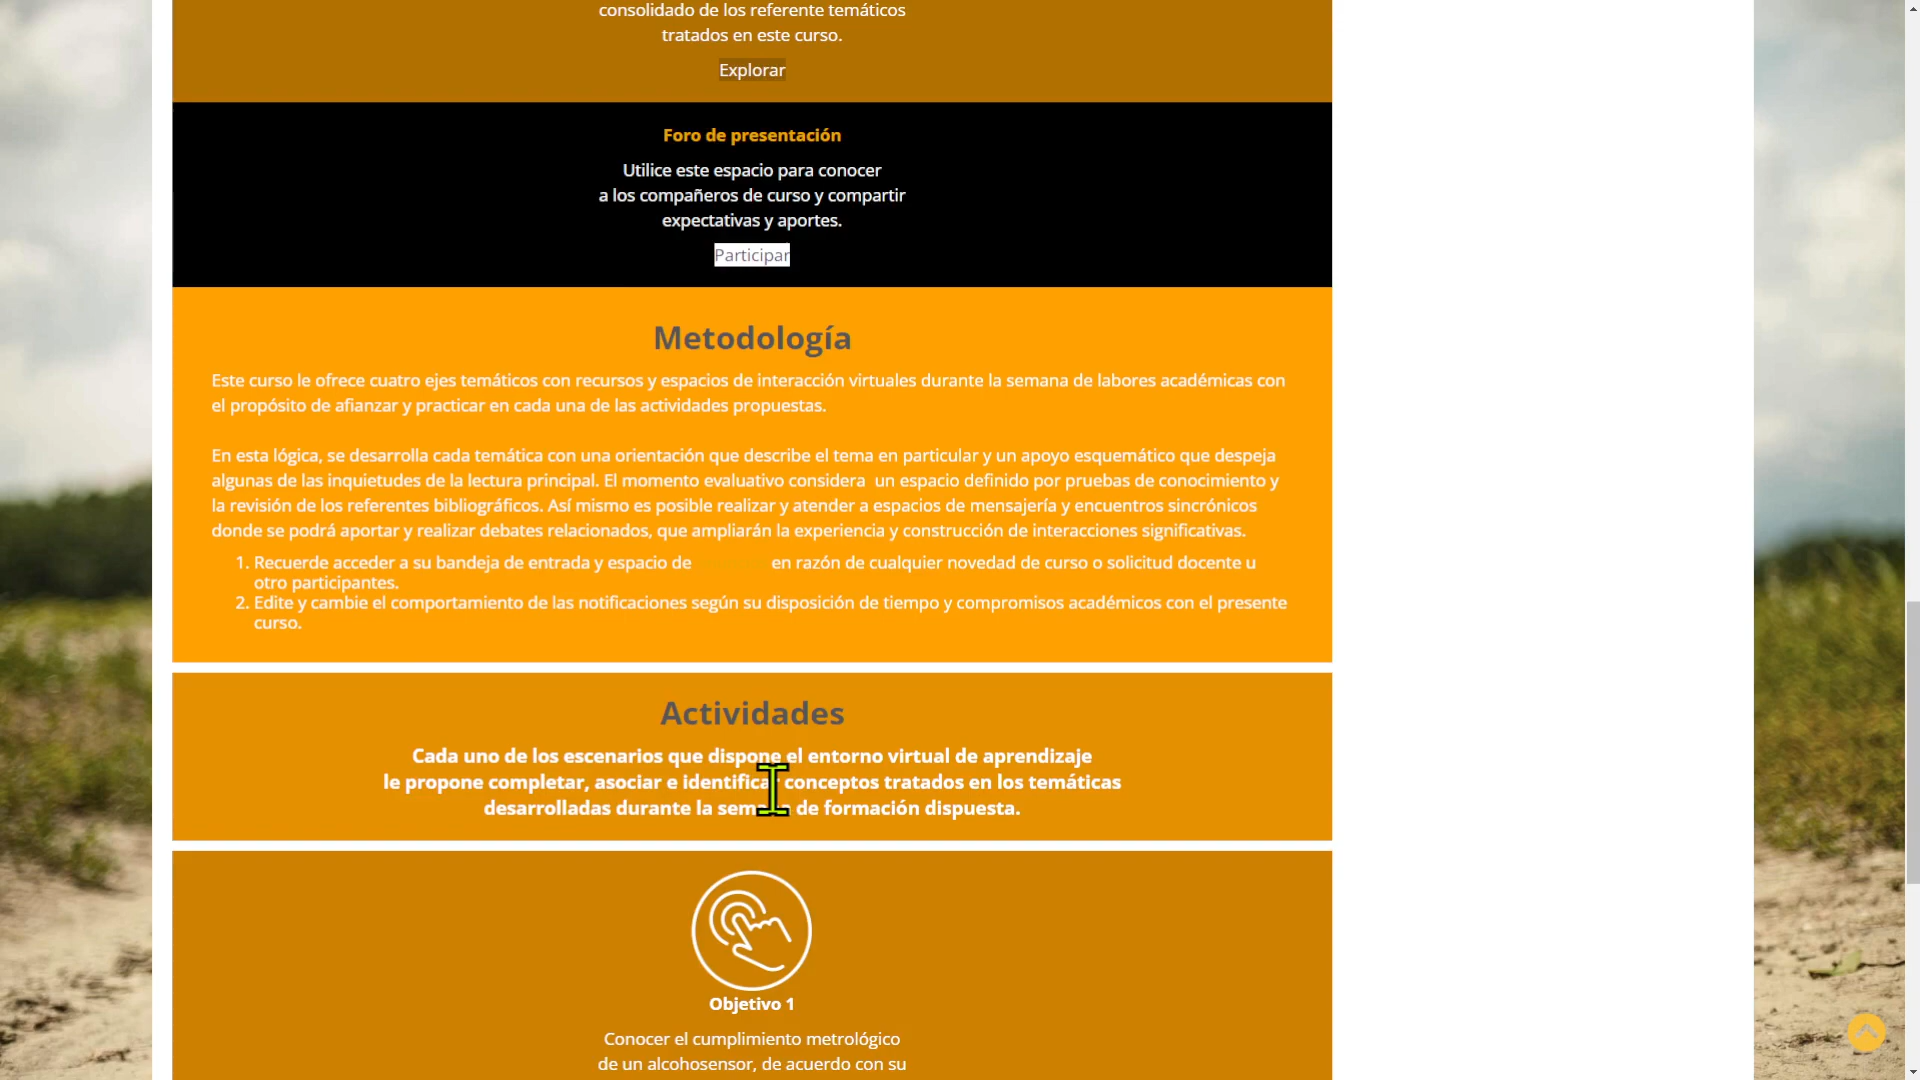 consolidado de los referente temáticos
tratados en este curso.
Explorar
Foro de presentación
Utilice este espacio para conocer
a los compañeros de curso y compartir
expectativas y aportes.
Participar
Metodología
Este curso le ofrece cuatro ejes temáticos con recursos y espacios de interacción virtuales durante la semana de labores académicas con
el propósito de afianzar y practicar en cada una de las actividades propuestas.
En esta lógica, se desarrolla cada temática con una orientación que describe el tema en particular y un apoyo esquemático que despeja
algunas de las inquietudes de la lectura principal. El momento evaluativo considera un espacio definido por pruebas de conocimiento y
la revisión de los referentes bibliográficos. Así mismo es posible realizar y atender a espacios de mensajería y encuentros sincrónicos
donde se podrá aportar y realizar debates relacionados, que ampliarán la experiencia y construcción de interacciones significativas.
1. Recuerde acceder a su bandeja de entrada y espacio de en razón de cualquier novedad de curso o solicitud docente u
otro participantes.
2. Edite y cambie el comportamiento de las notificaciones según su disposición de tiempo y compromisos académicos con el presente
curso.
Actividades
Cada uno de los escenarios que dispone el entorno virtual de aprendizaje
le propone completar, asociar e identificar conceptos tratados en los temáticas
desarrolladas durante la semana de formación dispuesta.
Objetivo 1
Conocer el cumplimiento metrológico
de un alcohosensor, de acuerdo con su